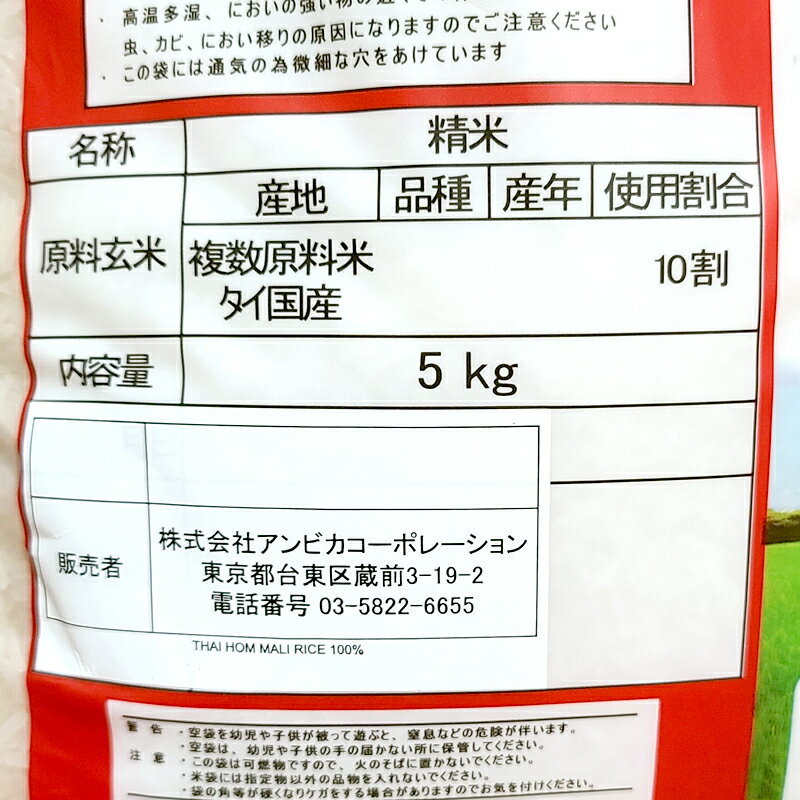 ・高温多湿、においの強い物の近
虫、カビ、におい移りの原因になりますのでご注意ください
・この袋には通気の為微細な穴をあけています
名称 精米
原料玄米 産地 品種 産年 使用割合
複数原料米
タイ国産 10割
内容量 5 kg
販売者 株式会社アンビカコーポレーション
東京都台東区蔵前3-19-2
電話番号 03-5822-6655
THAI HOM MALI RICE 100%
警告 ・空袋を幼児や子供が被って遊ぶと、窒息などの危険が伴います。
・空袋は、幼児や子供の手の届かない所に保管してください。
注意 ・この袋は可燃物ですので、火のそばに置かないでください。
・米袋には指定物以外の品物を入れないでください。
・袋の角等が硬くなりケガをする場合がありますのでお気を付けください。